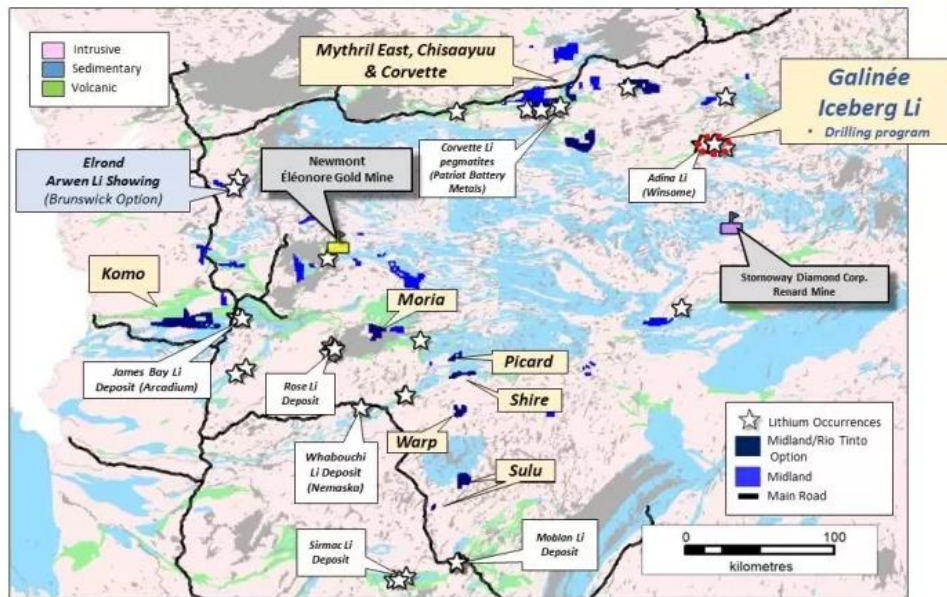 Intrusive
Sedimentary
Volcanic
Mythril East, Chisaayuu
& Corvette
Galinée
Iceberg Li
• Drilling program
Elrond
Arwen Li Showing
(Brunswick Option)
Newmont
Éléonore Gold Mine
Corvette Li
pegmatites
(Patriot Battery
Metals)
Adina Li
(Winsome)
Stornoway Diamond Corp.
Renard Mine
Komo
Moria
James Bay Li
Deposit (Arcadium)
Rose Li
Deposit
Picard
Shire
Warp
Whabouchi
Li Deposit
(Nemaska)
Sulu
Sirmac Li
Deposit
Moblan Li
Deposit
Lithium Occurrences
Midland/Rio Tinto
Option
Midland
Main Road
0 100
kilometres